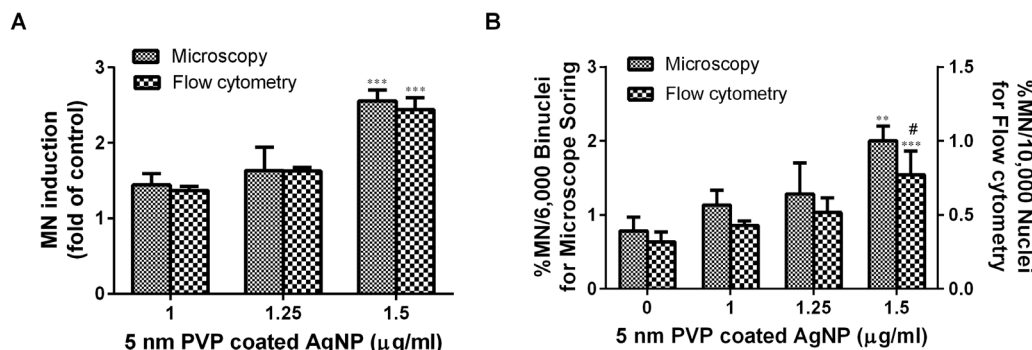 A
Microscopy
Flow cytometry
MN induction
(fold of control)
3
2
1
0
***
***
1
1.25
1.5
5 nm PVP coated AgNP (μg/ml)
B
Microscopy
Flow cytometry
%MN/6,000 Binuclei
for Microscope Soring
3
2
1
0
**
#
***
1.5
1.0
0.5
0.0
%MN/10,000 Nuclei
for Flow cytometry
0
1
1.25
1.5
5 nm PVP coated AgNP (μg/ml)